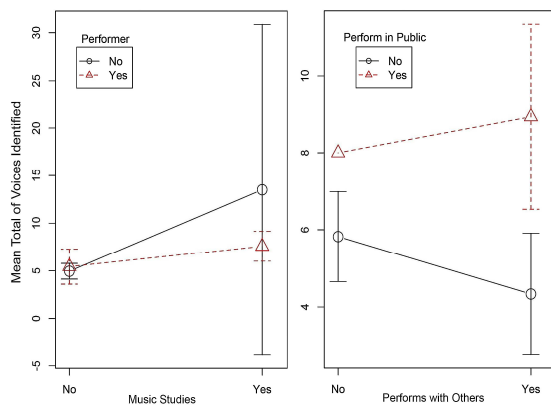 Mean Total of Voices Identified
30
25
20
15
10
5
0
-5
Performer
No
Yes
No
Yes
Music Studies
10
8
6
4
Perform in Public
No
Yes
No
Yes
Performs with Others